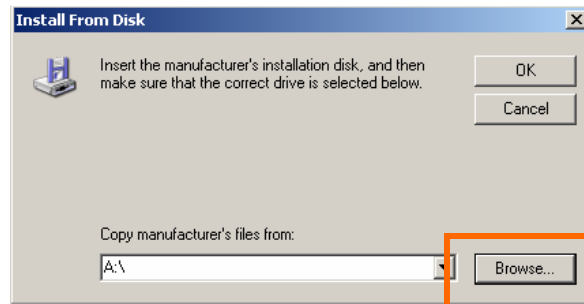 Install From Disk
Insert the manufacturer's installation disk, and then
make sure that the correct drive is selected below.
OK
Cancel
Copy manufacturer's files from:
A:\
Browse...